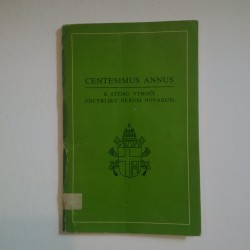 CENTESIMUS ANNUS
K STÉMU VÝROČÍ
ENCYKLIKY RERUM NOVARUM